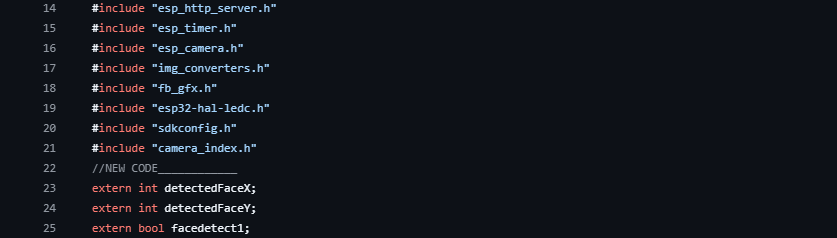 14 #include "esp_http_server.h"
15 #include "esp_timer.h"
16 #include "esp_camera.h"
17 #include "img_converters.h"
18 #include "fb_gfx.h"
19 #include "esp32-hal-ledc.h"
20 #include "sdkconfig.h"
21 #include "camera_index.h"
22 //NEW CODE____________
23 extern int detectedFaceX;
24 extern int detectedFaceY;
25 extern bool facedetect1;